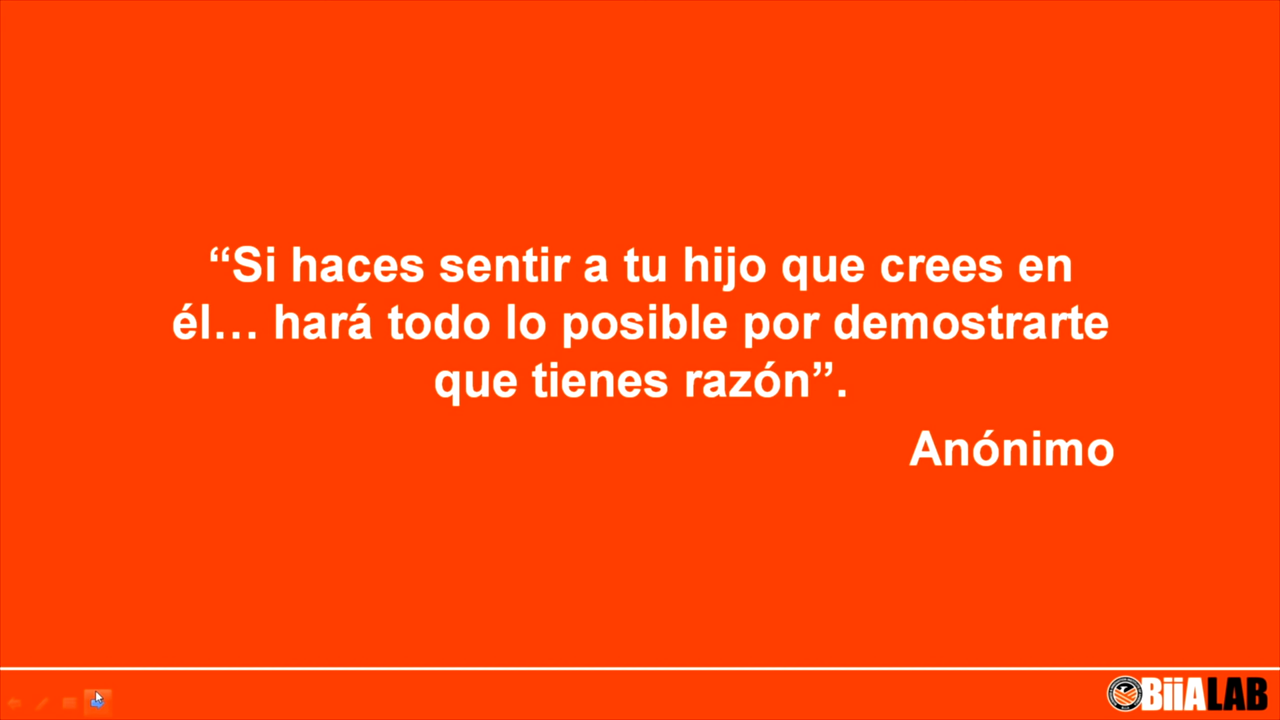 “Si haces sentir a tu hijo que crees en
él… hará todo lo posible por demostrarte
que tienes razón”.
Anónimo
BiiALAB